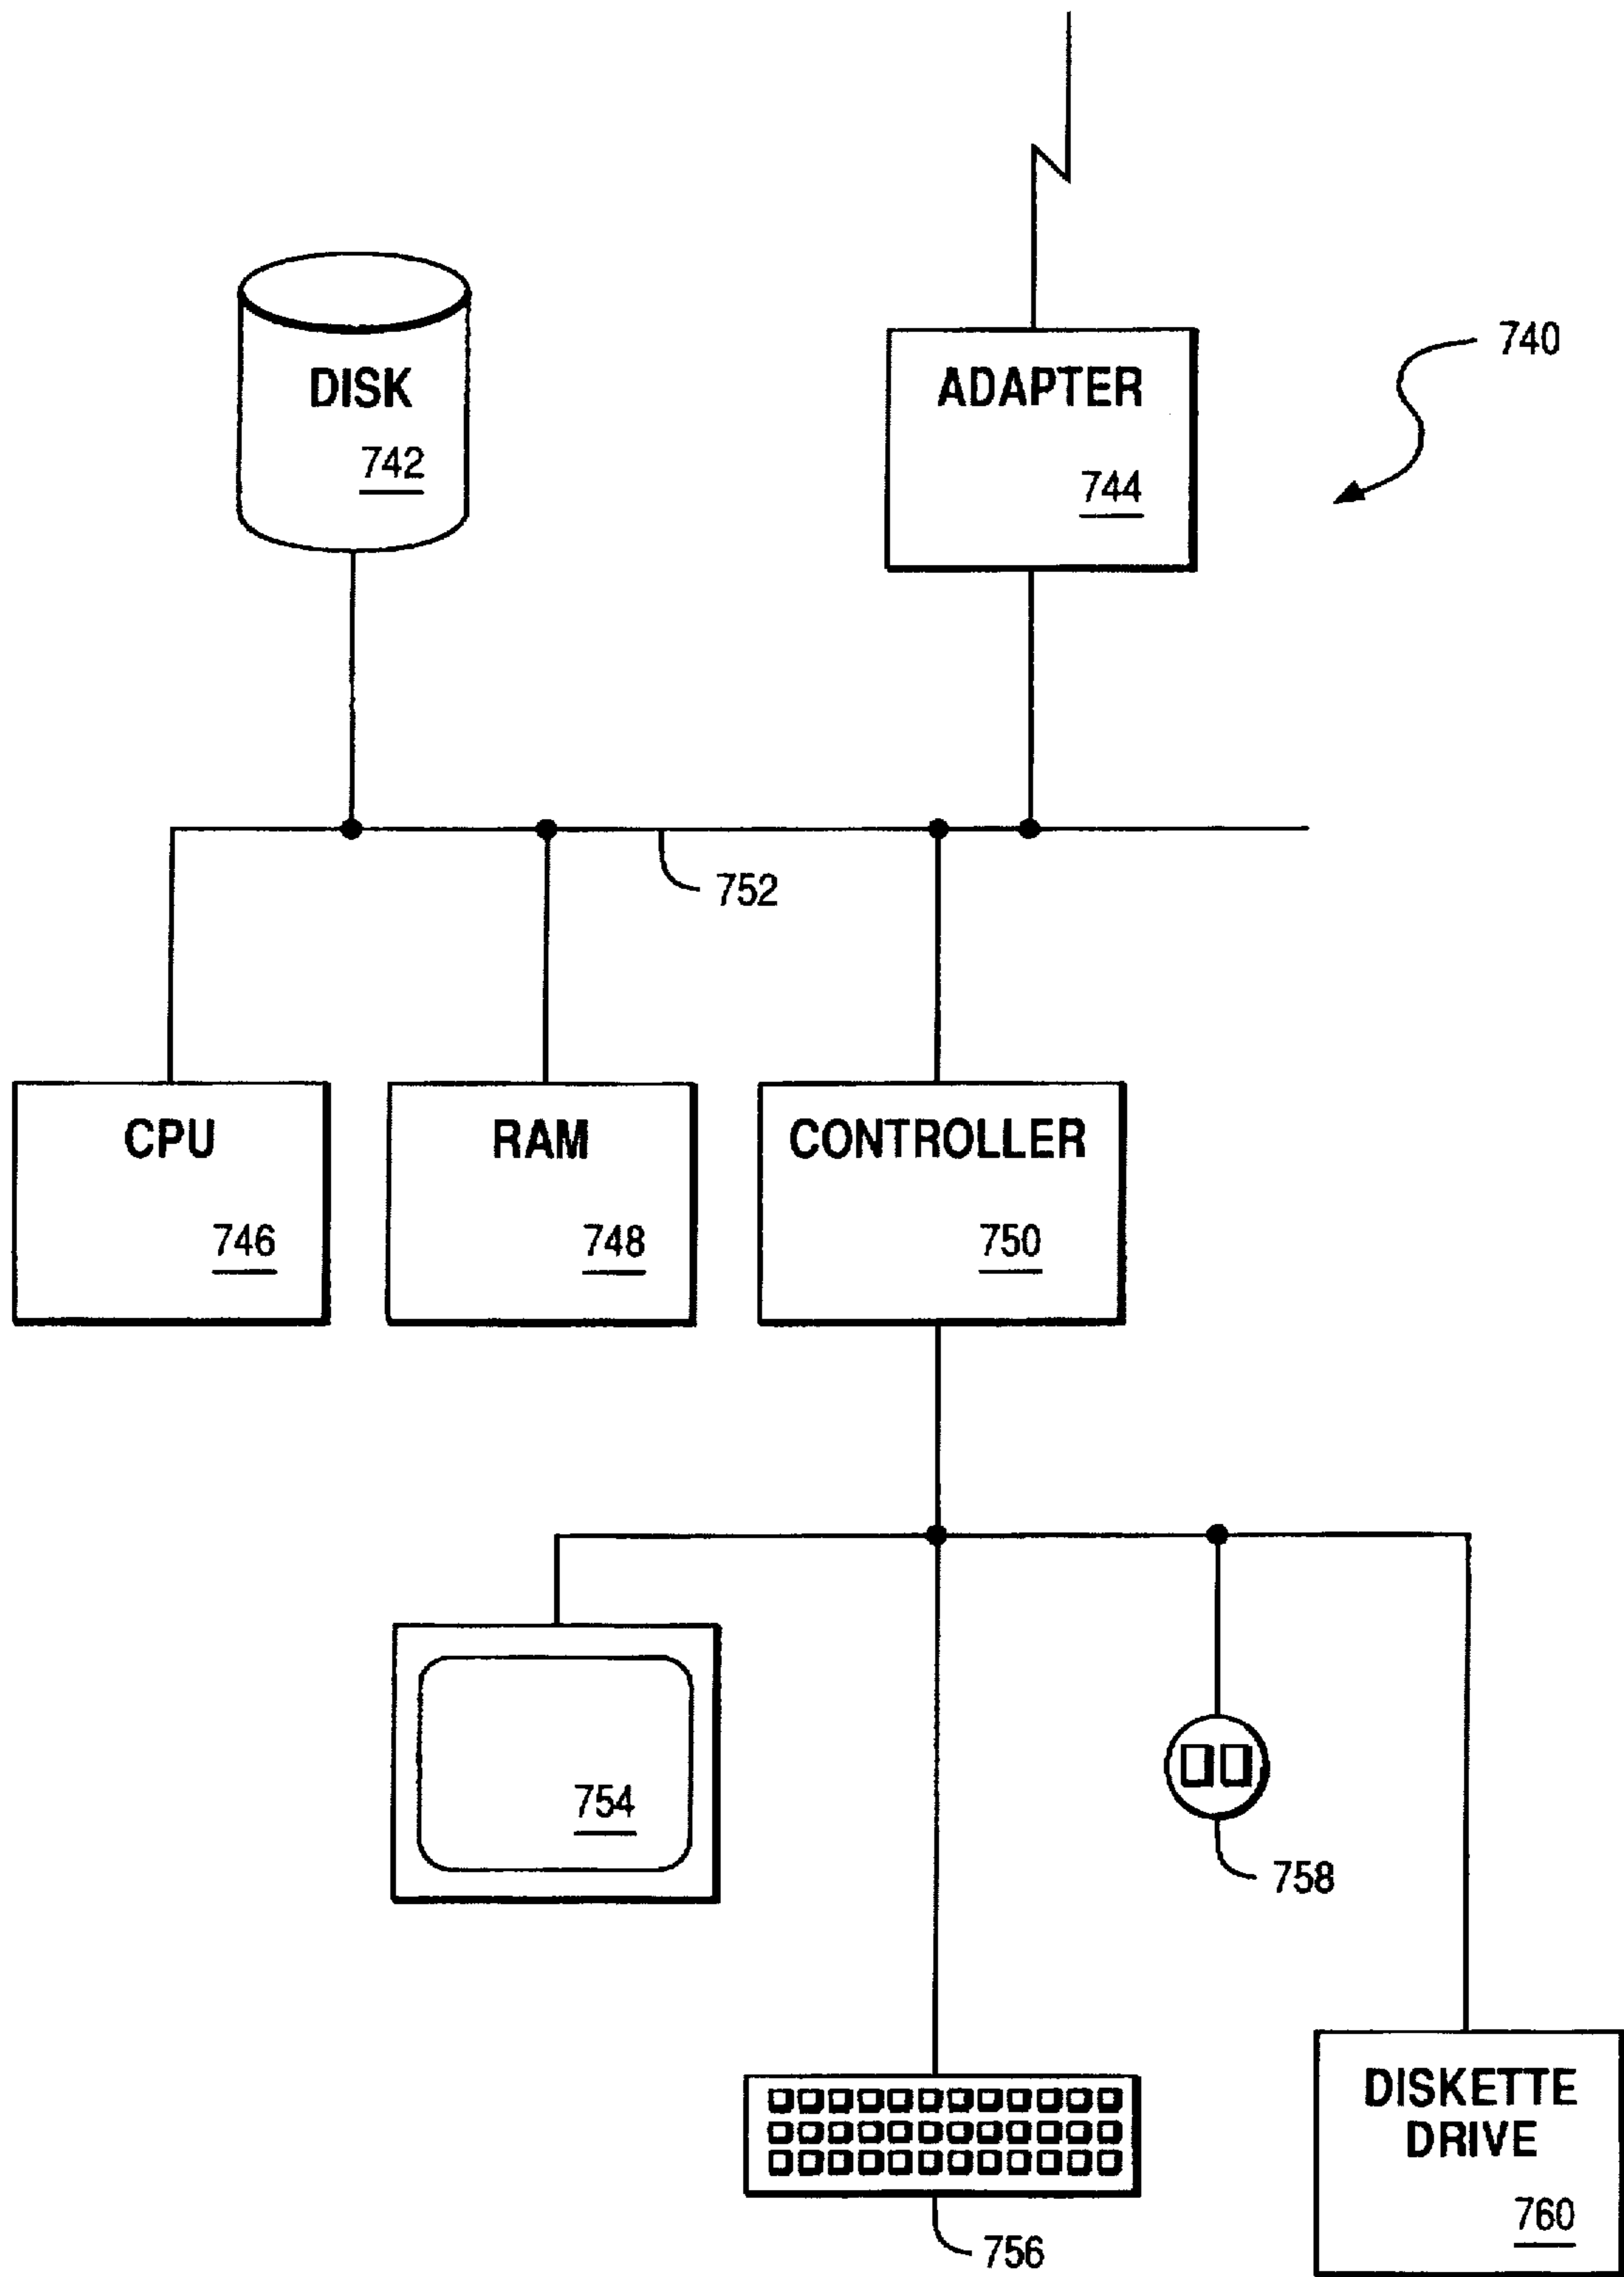 740
DISK
742
ADAPTER
744
752
CPU
746
RAM
748
CONTROLLER
750
754
758
756
DISKETTE
DRIVE
760